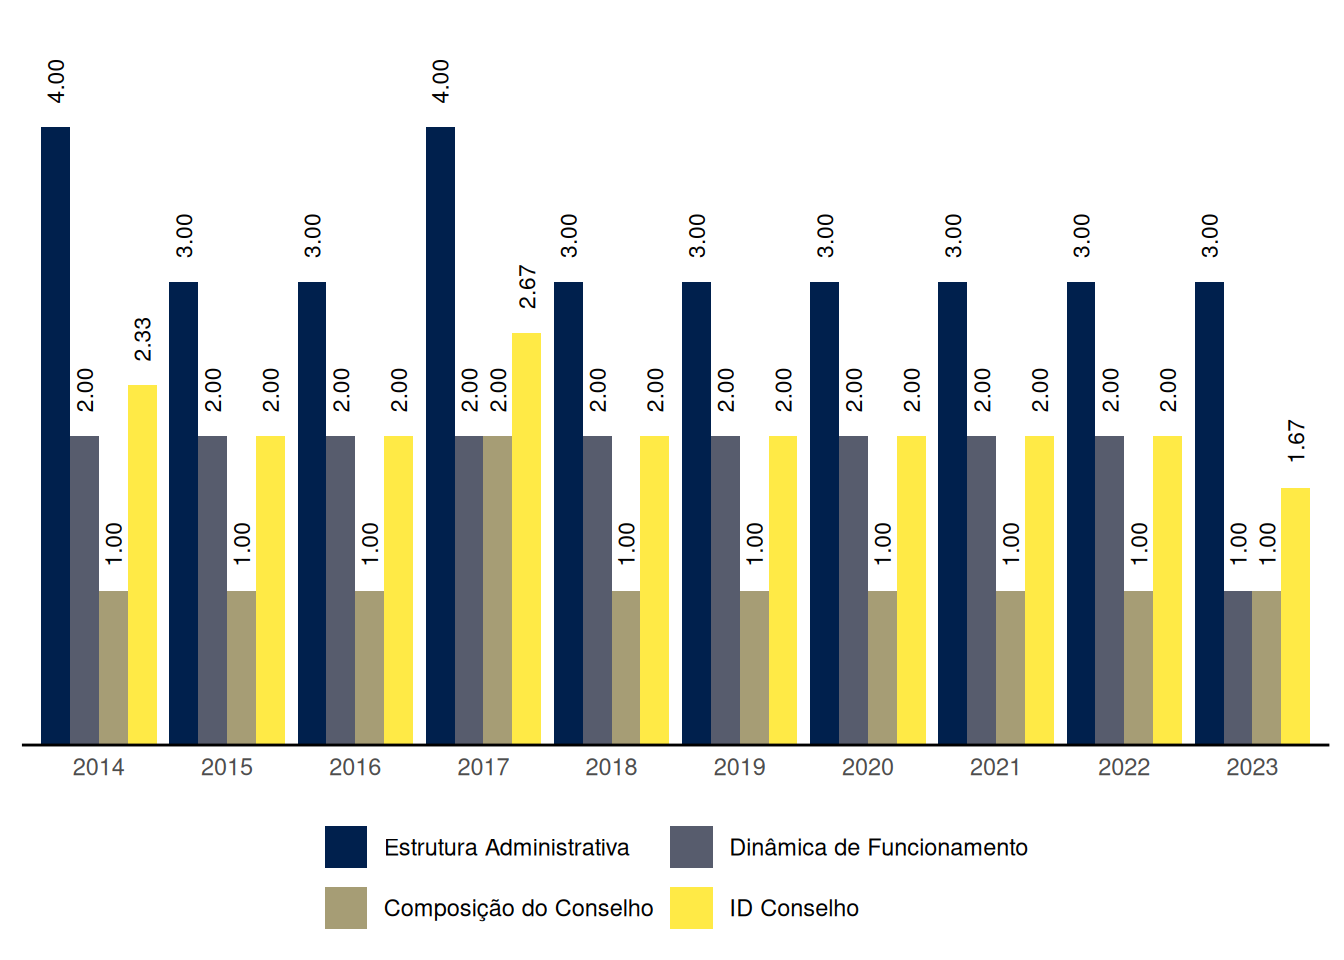 4.00 2.00 1.00 2.33 3.00 2.00 1.00 2.00 3.00 2.00 1.00 2.00 4.00 2.00 2.00 2.67 3.00 2.00 1.00 2.00 3.00 2.00 1.00 2.00 3.00 2.00 1.00 2.00 3.00 2.00 1.00 2.00 3.00 2.00 1.00 2.00 3.00 1.00 1.00 1.67
2014 2015 2016 2017 2018 2019 2020 2021 2022 2023
Estrutura Administrativa Dinâmica de Funcionamento
Composição do Conselho ID Conselho